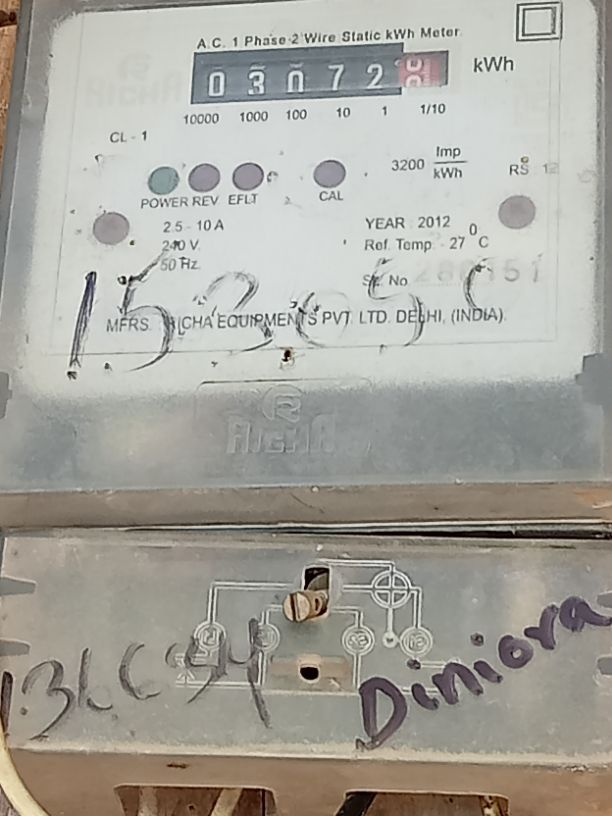 A.C. 1 Phase 2 Wire Static kWh Meter
0 3 0 7 2 kWh
10000 1000 100 10 1 1/10
CL - 1
3200 Imp/kWh
RS 12
POWER REV EFLT CAL
2.5 - 10 A
YEAR : 2012
240 V.
Ref. Temp. - 27 °C
50 Hz.
Sr. No.
MFRS. RICHA EQUIPMENTS PVT. LTD. DELHI, (INDIA).
R
RICHA
Diniora